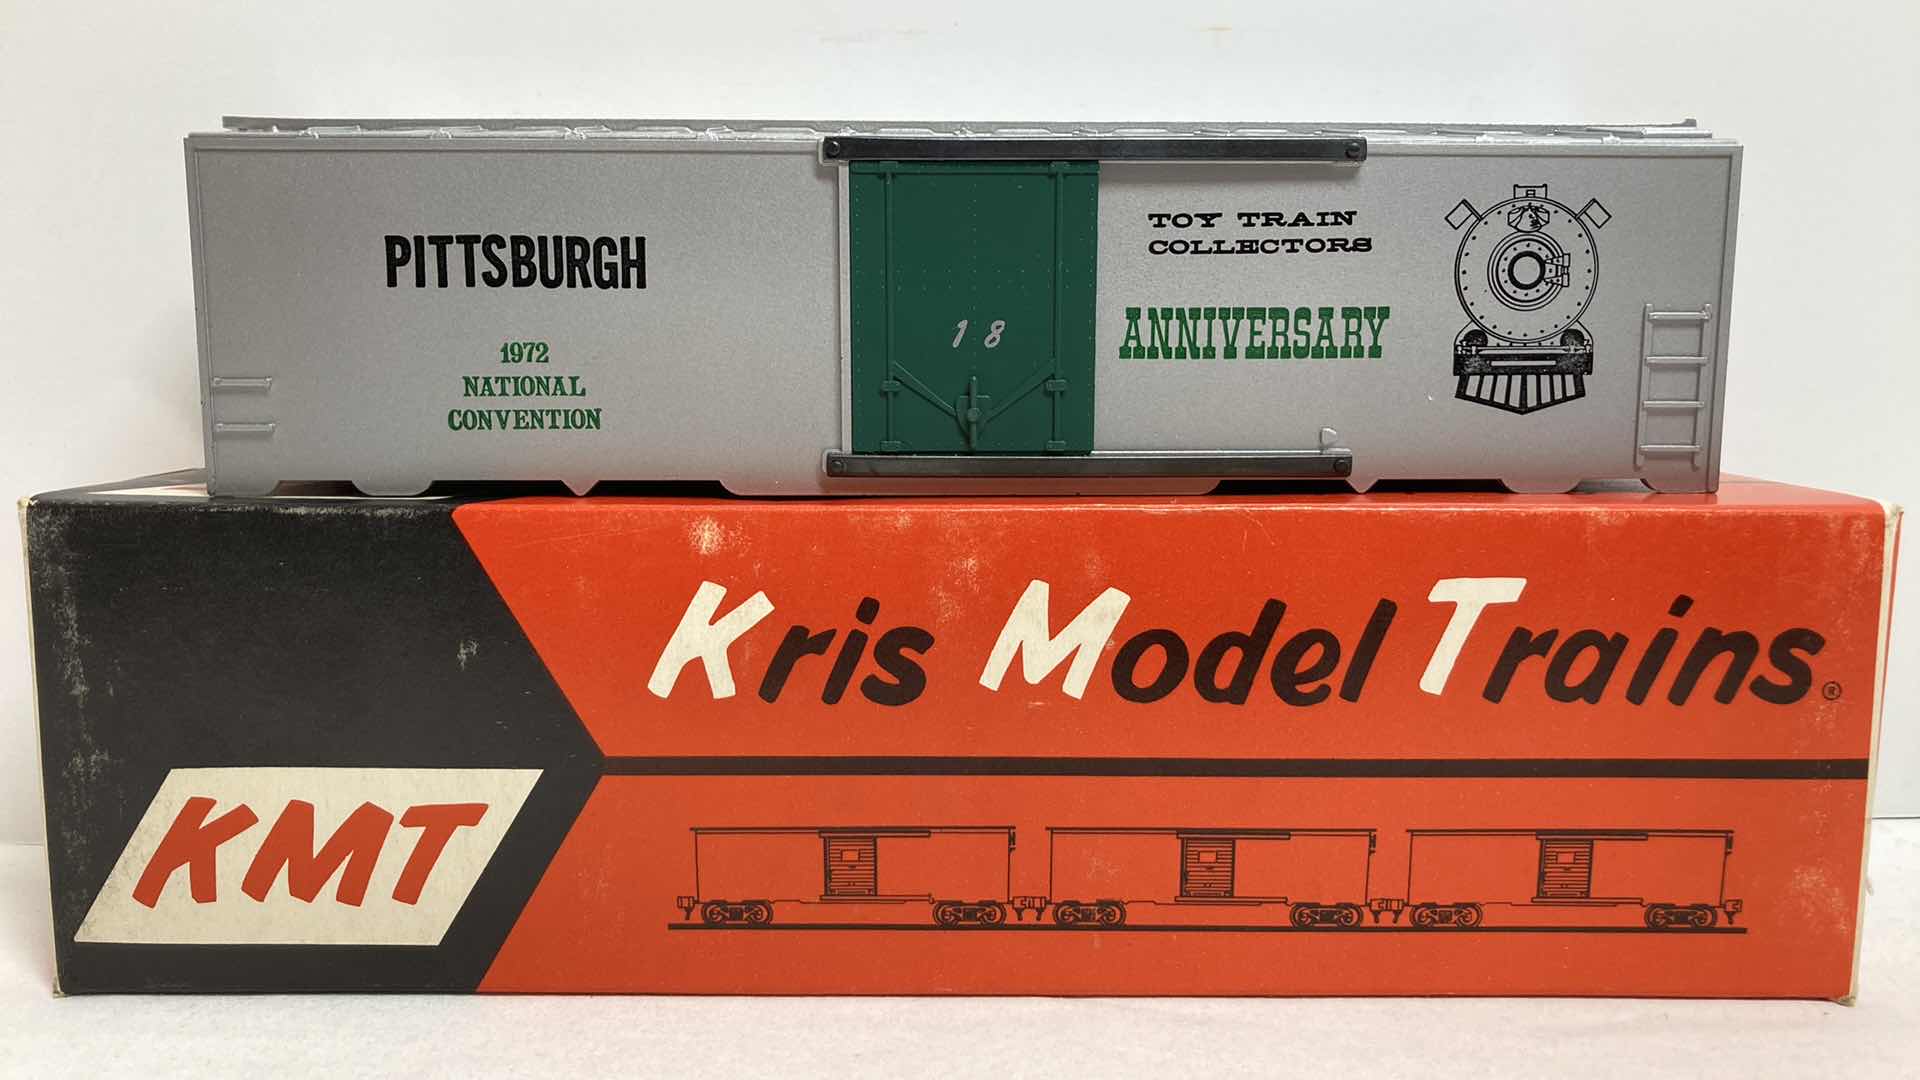 PITTSBURGH
1972
NATIONAL
CONVENTION
18
TOY TRAIN
COLLECTORS
ANNIVERSARY
Kris Model Trains®
KMT